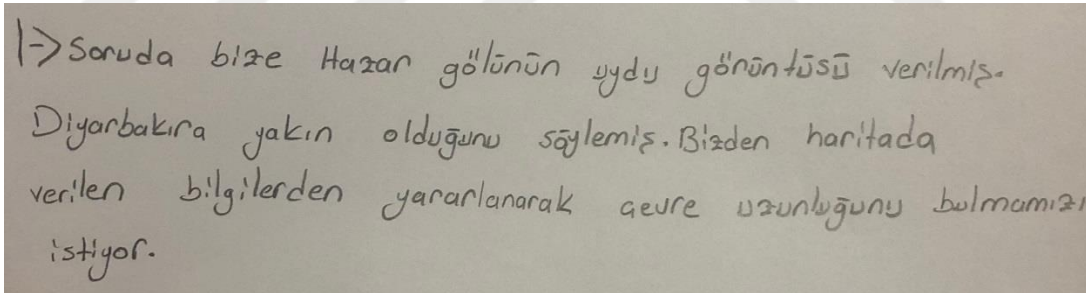 1-> Soruda bize Hazar gölünün uydu görüntüsü verilmiş.
Diyarbakıra yakın olduğunu söylemiş. Bizden haritada
verilen bilgilerden yararlanarak çevre uzunluğunu bulmamızı
istiyor.